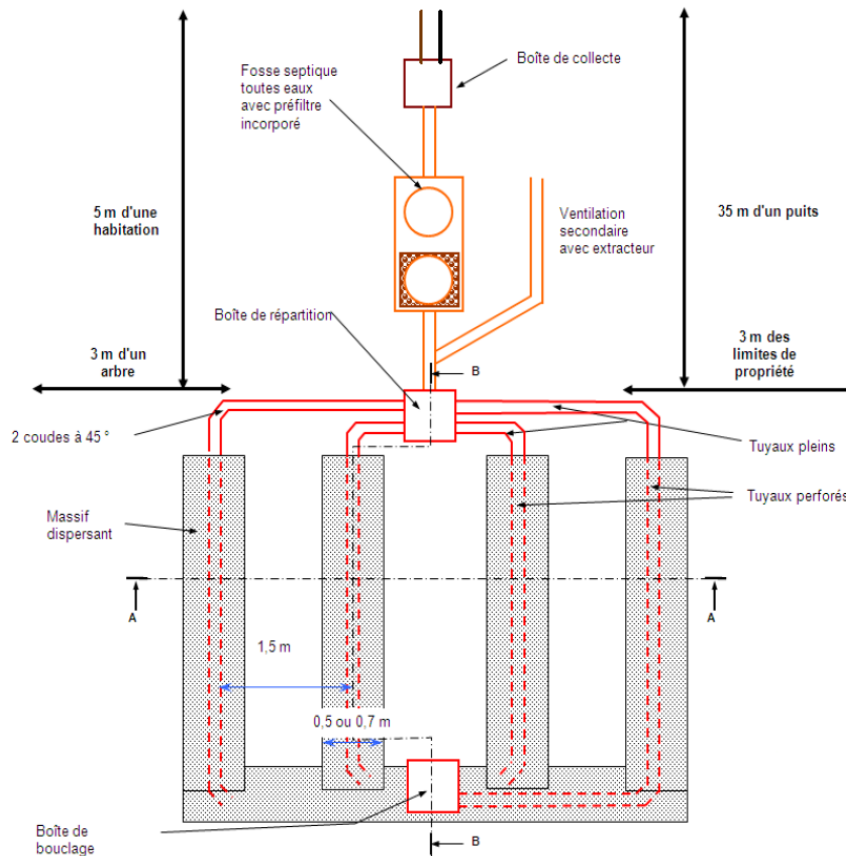 Boîte de collecte
Fosse septique
toutes eaux
avec préfiltre
incorporé
5 m d'une
habitation
Ventilation
secondaire
avec extracteur
35 m d'un puits
Boîte de répartition
3 m d'un
arbre
B
3 m des
limites de
propriété
2 coudes à 45 °
Tuyaux pleins
Tuyaux perforés
Massif
dispersant
A
A
1,5 m
0,5 ou 0,7 m
Boîte de
bouclage
B